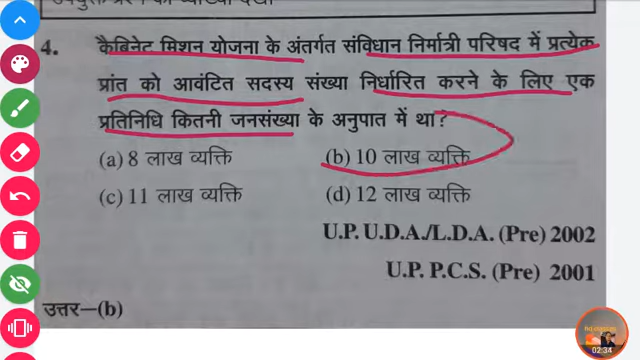 4. कैबिनेट मिशन योजना के अंतर्गत संविधान निर्मात्री परिषद में प्रत्येक
प्रांत को आवंटित सदस्य संख्या निर्धारित करने के लिए एक
प्रतिनिधि कितनी जनसंख्या के अनुपात में था?
(a) 8 लाख व्यक्ति (b) 10 लाख व्यक्ति
(c) 11 लाख व्यक्ति (d) 12 लाख व्यक्ति
U.P. U.D.A./L.D.A. (Pre) 2002
U.P. P.C.S. (Pre) 2001
उत्तर–(b)
02:34